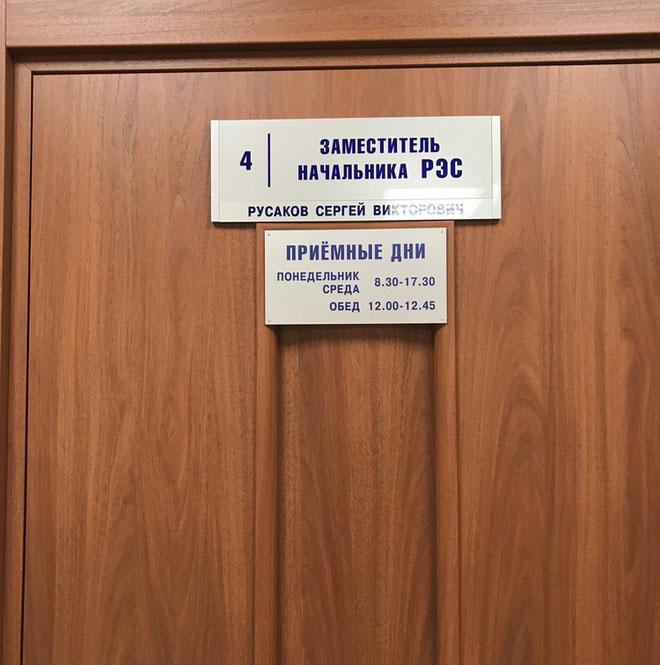 4
ЗАМЕСТИТЕЛЬ
НАЧАЛЬНИКА РЭС
РУСАКОВ СЕРГЕЙ ВИКТОРОВИЧ
ПРИЁМНЫЕ ДНИ
ПОНЕДЕЛЬНИК
СРЕДА
8.30-17.30
ОБЕД 12.00-12.45